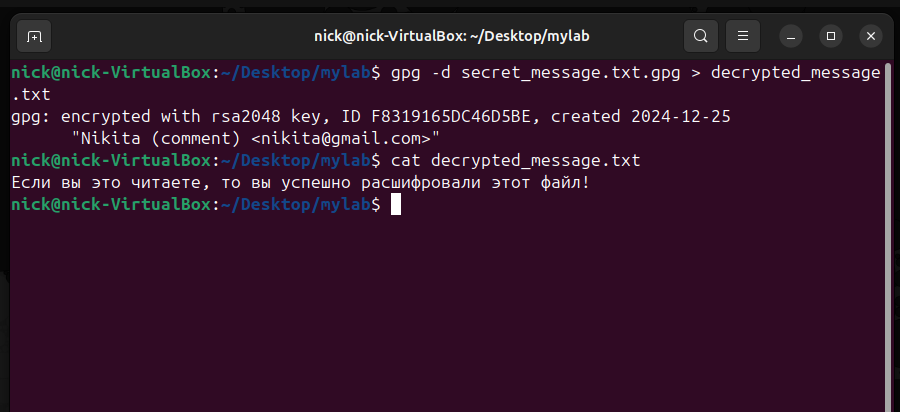 nick@nick-VirtualBox: ~/Desktop/mylab
nick@nick-VirtualBox:~/Desktop/mylab$ gpg -d secret_message.txt.gpg > decrypted_message
.txt
gpg: encrypted with rsa2048 key, ID F8319165DC46D5BE, created 2024-12-25
      "Nikita (comment) <nikita@gmail.com>"
nick@nick-VirtualBox:~/Desktop/mylab$ cat decrypted_message.txt
Если вы это читаете, то вы успешно расшифровали этот файл!
nick@nick-VirtualBox:~/Desktop/mylab$